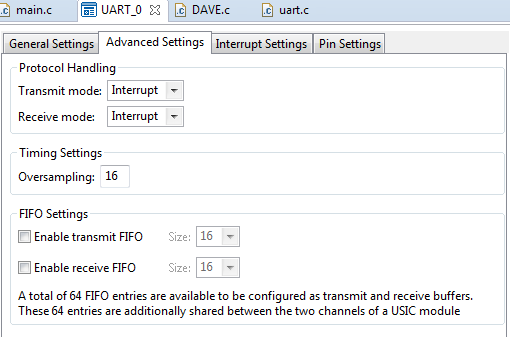 main.c UART_0 DAVE.c uart.c
General Settings Advanced Settings Interrupt Settings Pin Settings
Protocol Handling
Transmit mode: Interrupt
Receive mode: Interrupt
Timing Settings
Oversampling: 16
FIFO Settings
Enable transmit FIFO Size: 16
Enable receive FIFO Size: 16
A total of 64 FIFO entries are available to be configured as transmit and receive buffers.
These 64 entries are additionally shared between the two channels of a USIC module